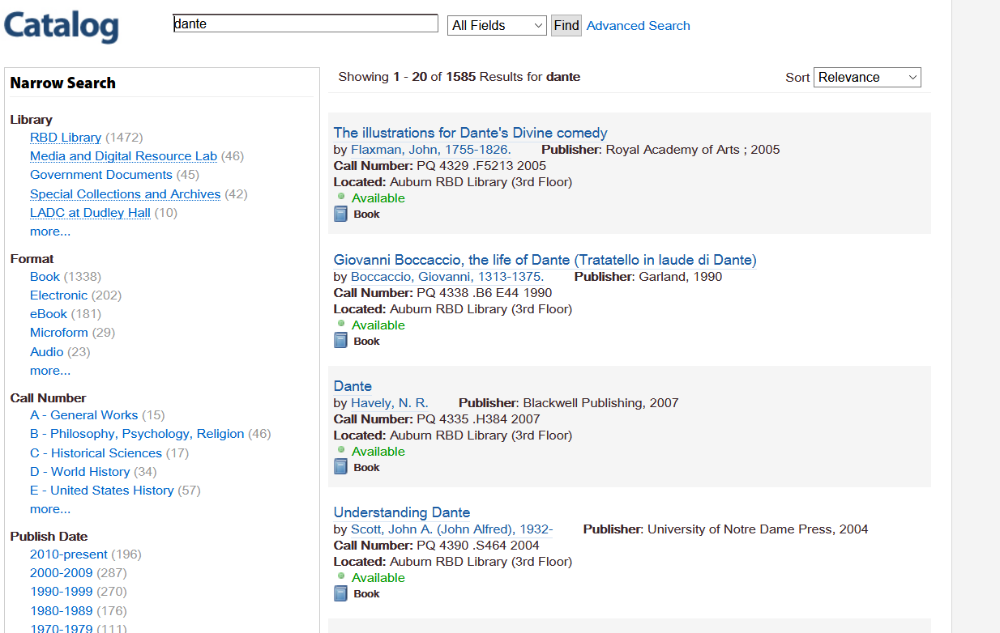 Catalog
dante
All Fields
Find
Advanced Search
Narrow Search
Library
RBD Library (1472)
Media and Digital Resource Lab (46)
Government Documents (45)
Special Collections and Archives (42)
LADC at Dudley Hall (10)
more...
Format
Book (1338)
Electronic (202)
eBook (181)
Microform (29)
Audio (23)
more...
Call Number
A - General Works (15)
B - Philosophy, Psychology, Religion (46)
C - Historical Sciences (17)
D - World History (34)
E - United States History (57)
more...
Publish Date
2010-present (196)
2000-2009 (287)
1990-1999 (270)
1980-1989 (176)
1970-1979 (111)
Showing 1 - 20 of 1585 Results for dante
Sort Relevance
The illustrations for Dante's Divine comedy
by Flaxman, John, 1755-1826. Publisher: Royal Academy of Arts ; 2005
Call Number: PQ 4329 .F5213 2005
Located: Auburn RBD Library (3rd Floor)
Available
Book
Giovanni Boccaccio, the life of Dante (Tratatello in laude di Dante)
by Boccaccio, Giovanni, 1313-1375. Publisher: Garland, 1990
Call Number: PQ 4338 .B6 E44 1990
Located: Auburn RBD Library (3rd Floor)
Available
Book
Dante
by Havely, N. R. Publisher: Blackwell Publishing, 2007
Call Number: PQ 4335 .H384 2007
Located: Auburn RBD Library (3rd Floor)
Available
Book
Understanding Dante
by Scott, John A. (John Alfred), 1932- Publisher: University of Notre Dame Press, 2004
Call Number: PQ 4390 .S464 2004
Located: Auburn RBD Library (3rd Floor)
Available
Book